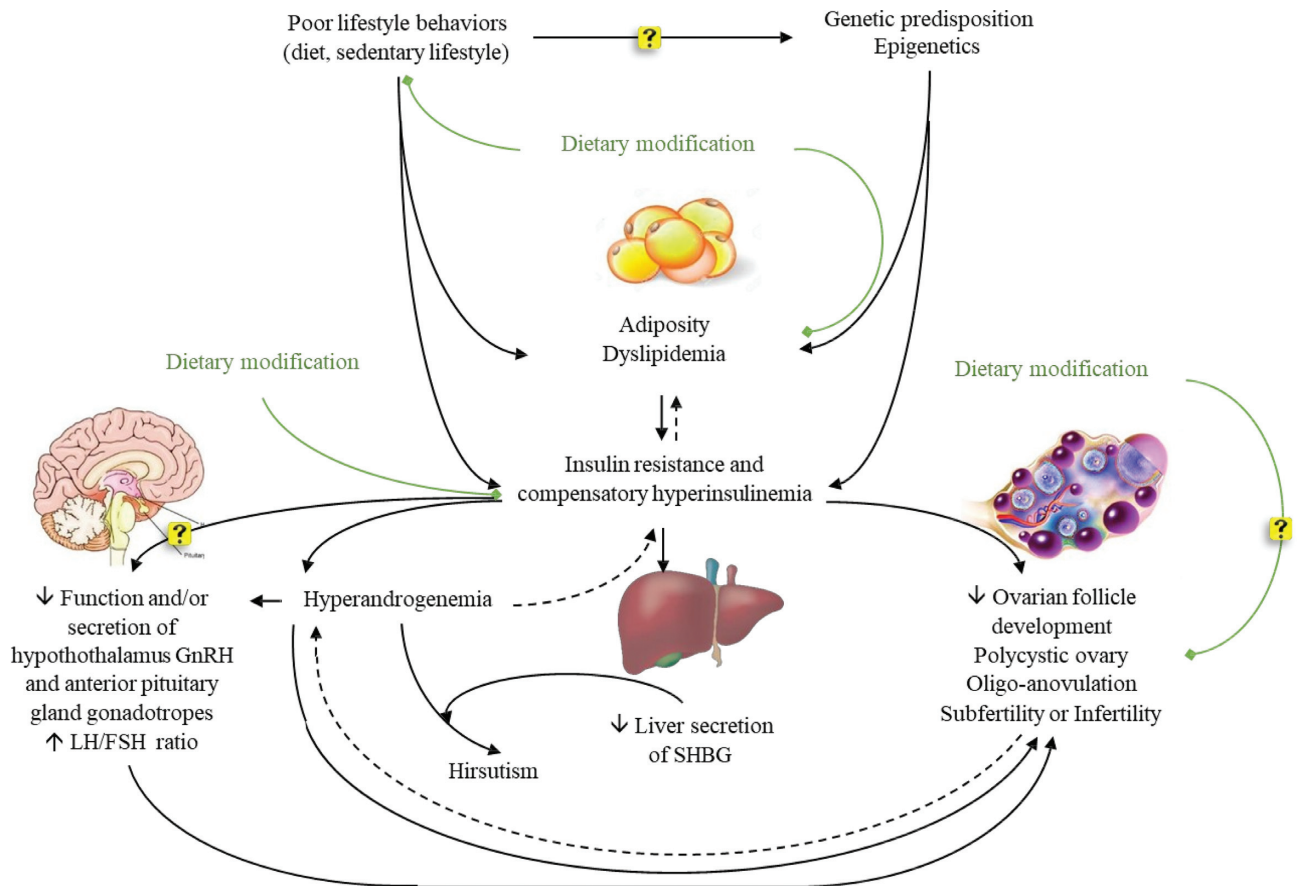 Poor lifestyle behaviors
(diet, sedentary lifestyle)
?
Genetic predisposition
Epigenetics
Dietary modification
Adiposity
Dyslipidemia
Dietary modification
Dietary modification
Insulin resistance and
compensatory hyperinsulinemia
?
?
↓ Function and/or
secretion of
hypothothalamus GnRH
and anterior pituitary
gland gonadotropes
↑ LH/FSH ratio
Hyperandrogenemia
Hirsutism
↓ Liver secretion
of SHBG
↓ Ovarian follicle
development
Polycystic ovary
Oligo-anovulation
Subfertility or Infertility